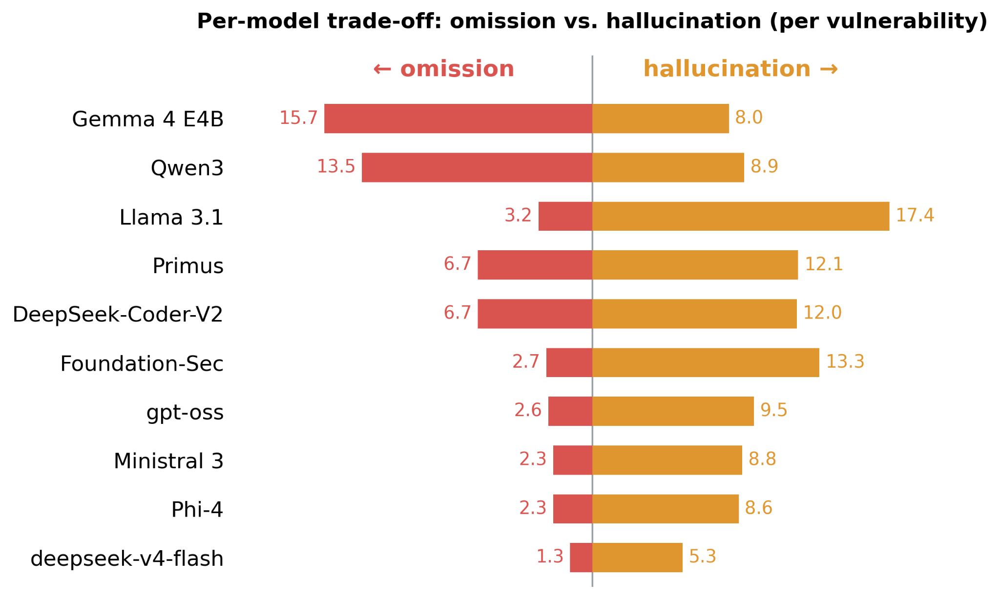 Per-model trade-off: omission vs. hallucination (per vulnerability)
← omission hallucination →
Gemma 4 E4B 15.7 8.0
Qwen3 13.5 8.9
Llama 3.1 3.2 17.4
Primus 6.7 12.1
DeepSeek-Coder-V2 6.7 12.0
Foundation-Sec 2.7 13.3
gpt-oss 2.6 9.5
Ministral 3 2.3 8.8
Phi-4 2.3 8.6
deepseek-v4-flash 1.3 5.3